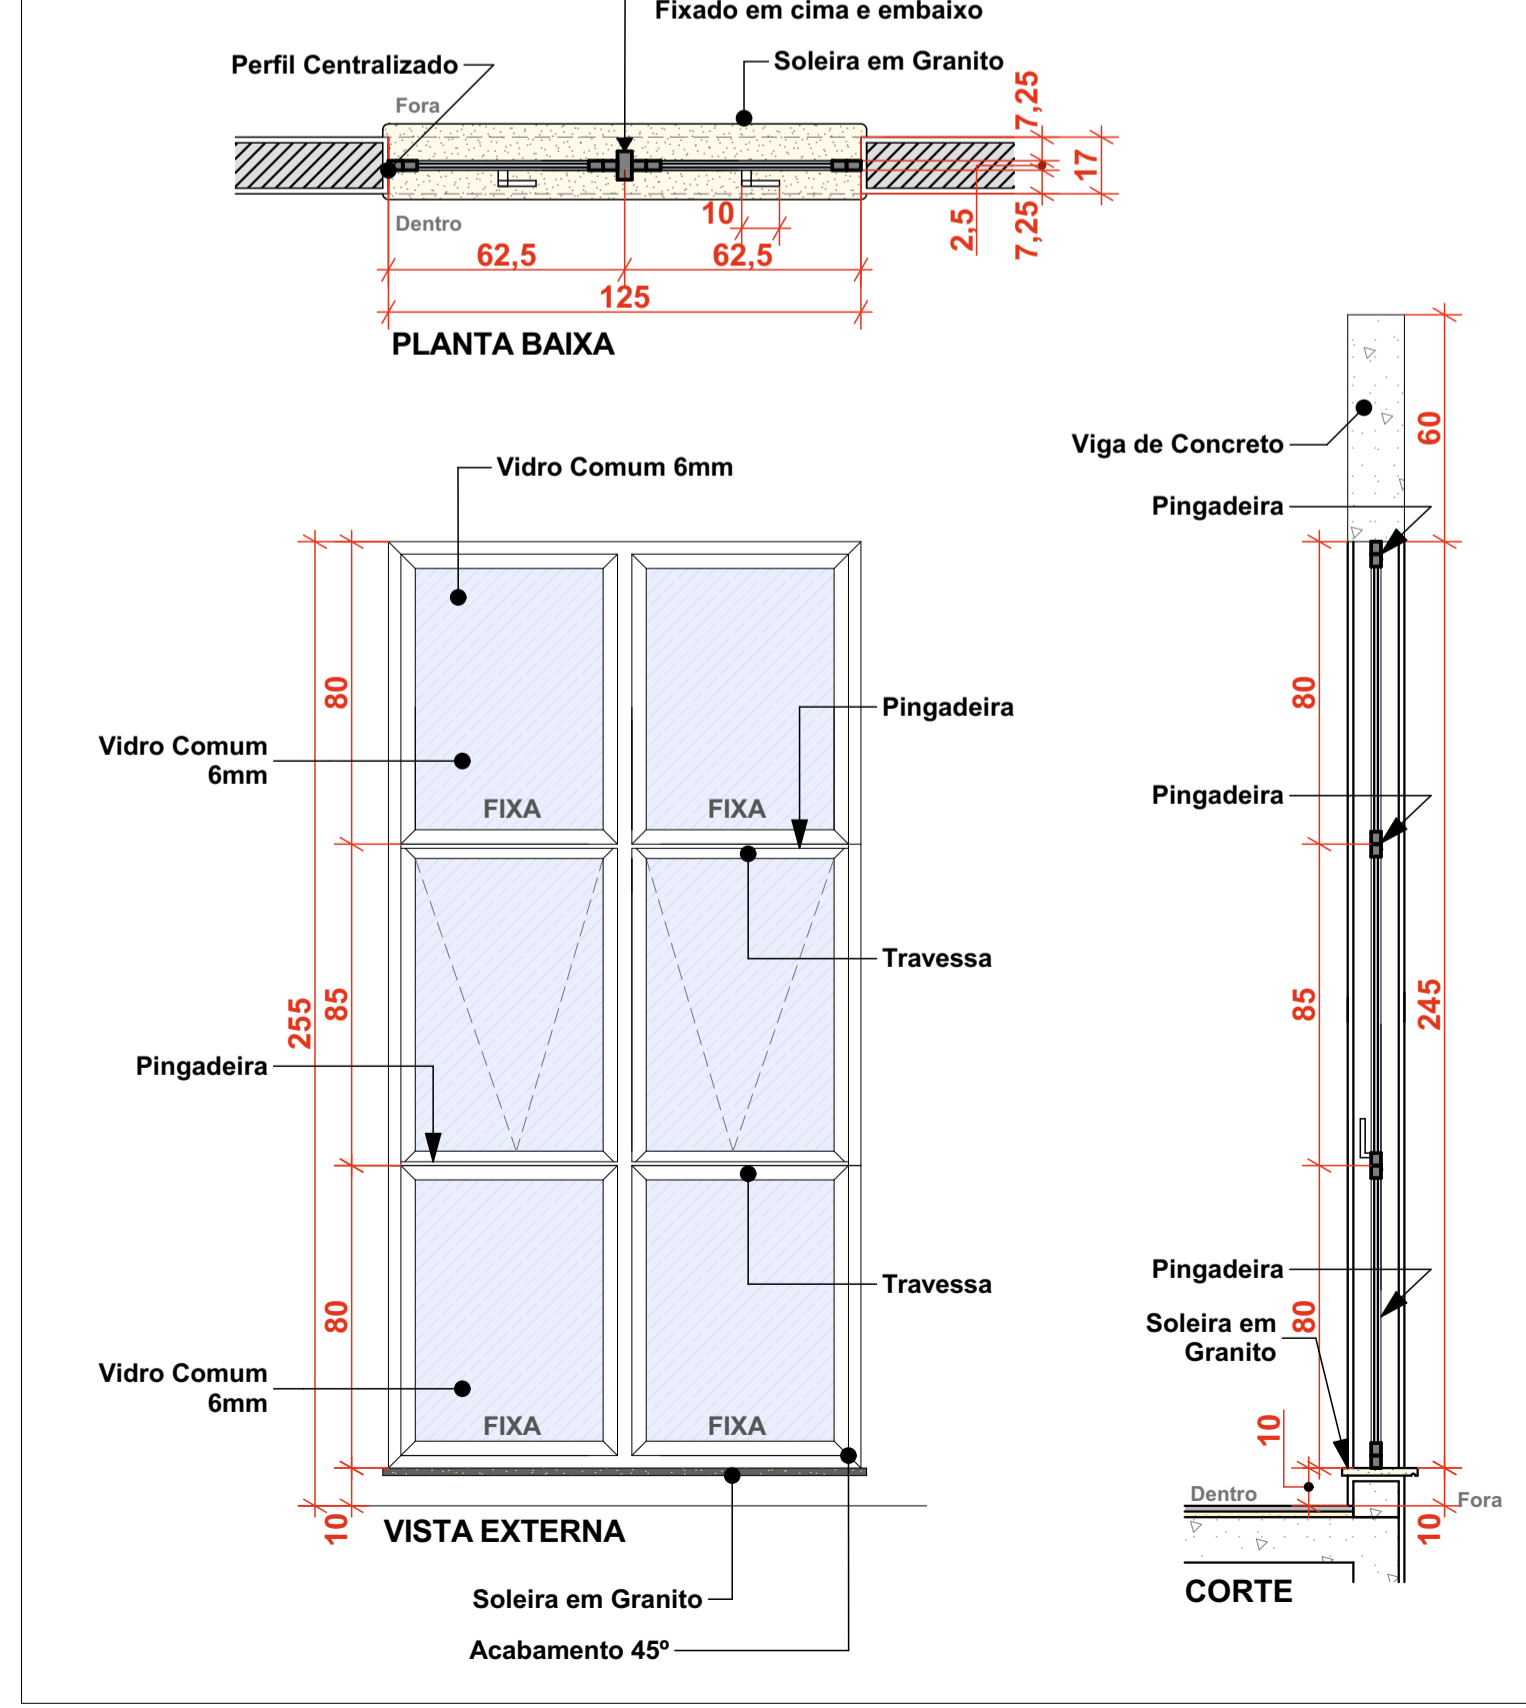 Fixado em cima e embaixo
Perfil Centralizado
Soleira em Granito
Fora
7,25
17
2,5
7,25
Dentro
10
62,5
62,5
125
PLANTA BAIXA
Vidro Comum 6mm
80
Vidro Comum
6mm
FIXA
FIXA
Pingadeira
Travessa
255
85
Pingadeira
Travessa
80
Vidro Comum
6mm
FIXA
FIXA
10
VISTA EXTERNA
Soleira em Granito
Acabamento 45º
60
Viga de Concreto
Pingadeira
80
Pingadeira
85
245
Pingadeira
80
Soleira em
Granito
10
Dentro
Fora
10
CORTE